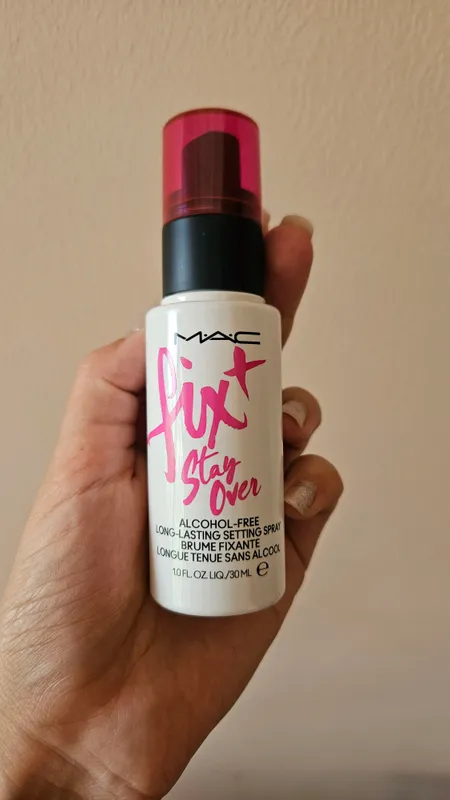 M·A·C
fix+
Stay
Over
ALCOHOL-FREE
LONG-LASTING SETTING SPRAY
BRUME FIXANTE
LONGUE TENUE SANS ALCOOL
1.0 FL. OZ. LIQ./30 ML ℮